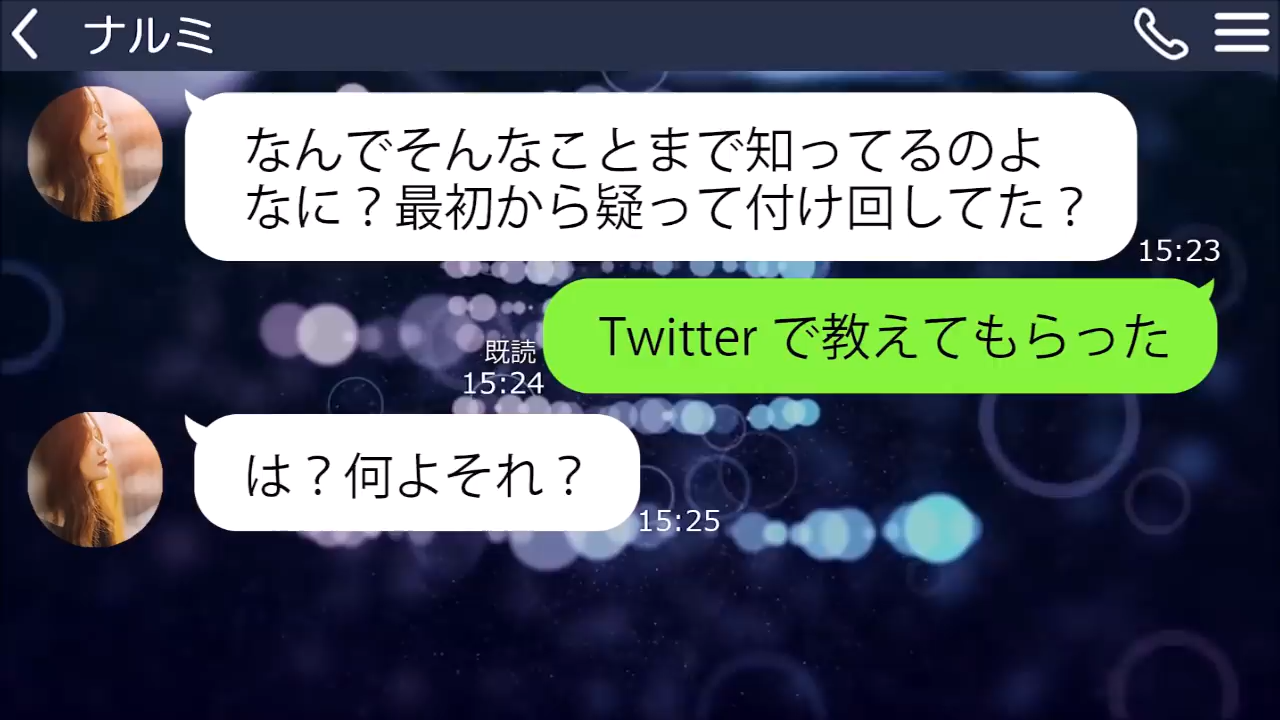 ナルミ
なんでそんなことまで知ってるのよ
なに？最初から疑って付け回してた？
15:23
Twitter で教えてもらった
既読
15:24
は？何よそれ？
15:25